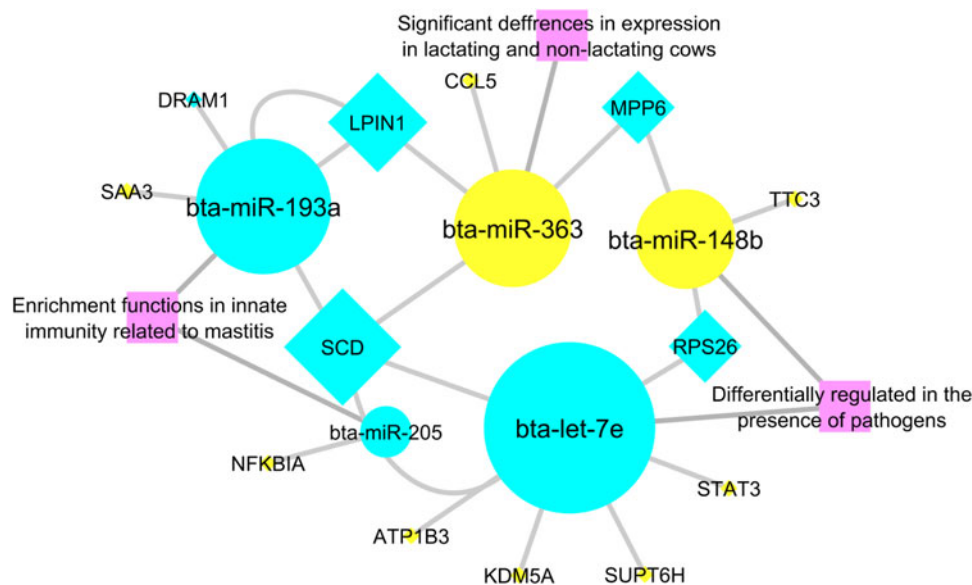 Significant deffrences in expression
in lactating and non-lactating cows
CCL5
DRAM1
LPIN1
MPP6
SAA3
TTC3
bta-miR-193a
bta-miR-363
bta-miR-148b
Enrichment functions in innate
immunity related to mastitis
SCD
RPS26
Differentially regulated in the
presence of pathogens
bta-let-7e
bta-miR-205
NFKBIA
STAT3
ATP1B3
KDM5A
SUPT6H